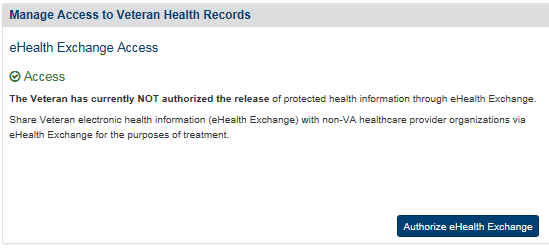 Manage Access to Veteran Health Records
eHealth Exchange Access
Access
The Veteran has currently NOT authorized the release of protected health information through eHealth Exchange.
Share Veteran electronic health information (eHealth Exchange) with non-VA healthcare provider organizations via
eHealth Exchange for the purposes of treatment.
Authorize eHealth Exchange